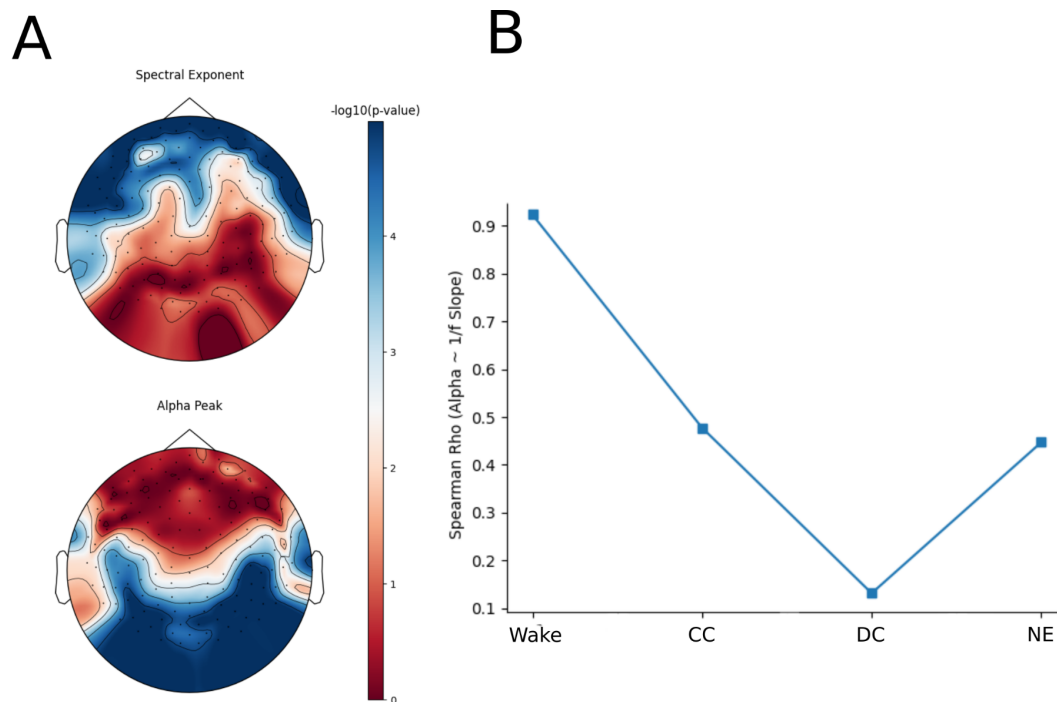 A
B
Spectral Exponent
-log10(p-value)
4
3
2
1
0
Alpha Peak
Spearman Rho (Alpha ~ 1/f Slope)
0.9
0.8
0.7
0.6
0.5
0.4
0.3
0.2
0.1
Wake
CC
DC
NE